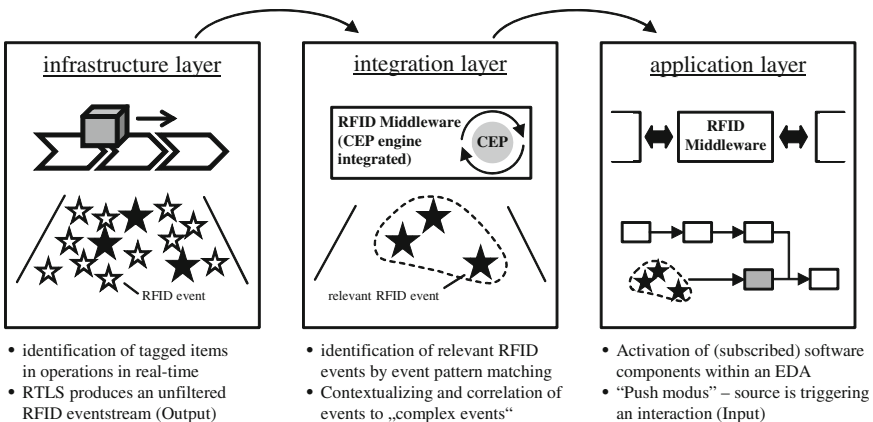 infrastructure layer
RFID event
• identification of tagged items
in operations in real-time
• RTLS produces an unfiltered
RFID eventstream (Output)
integration layer
RFID Middleware
(CEP engine
integrated)
CEP
relevant RFID event
• identification of relevant RFID
events by event pattern matching
• Contextualizing and correlation of
events to „complex events“
application layer
RFID
Middleware
• Activation of (subscribed) software
components within an EDA
• “Push modus” – source is triggering
an interaction (Input)